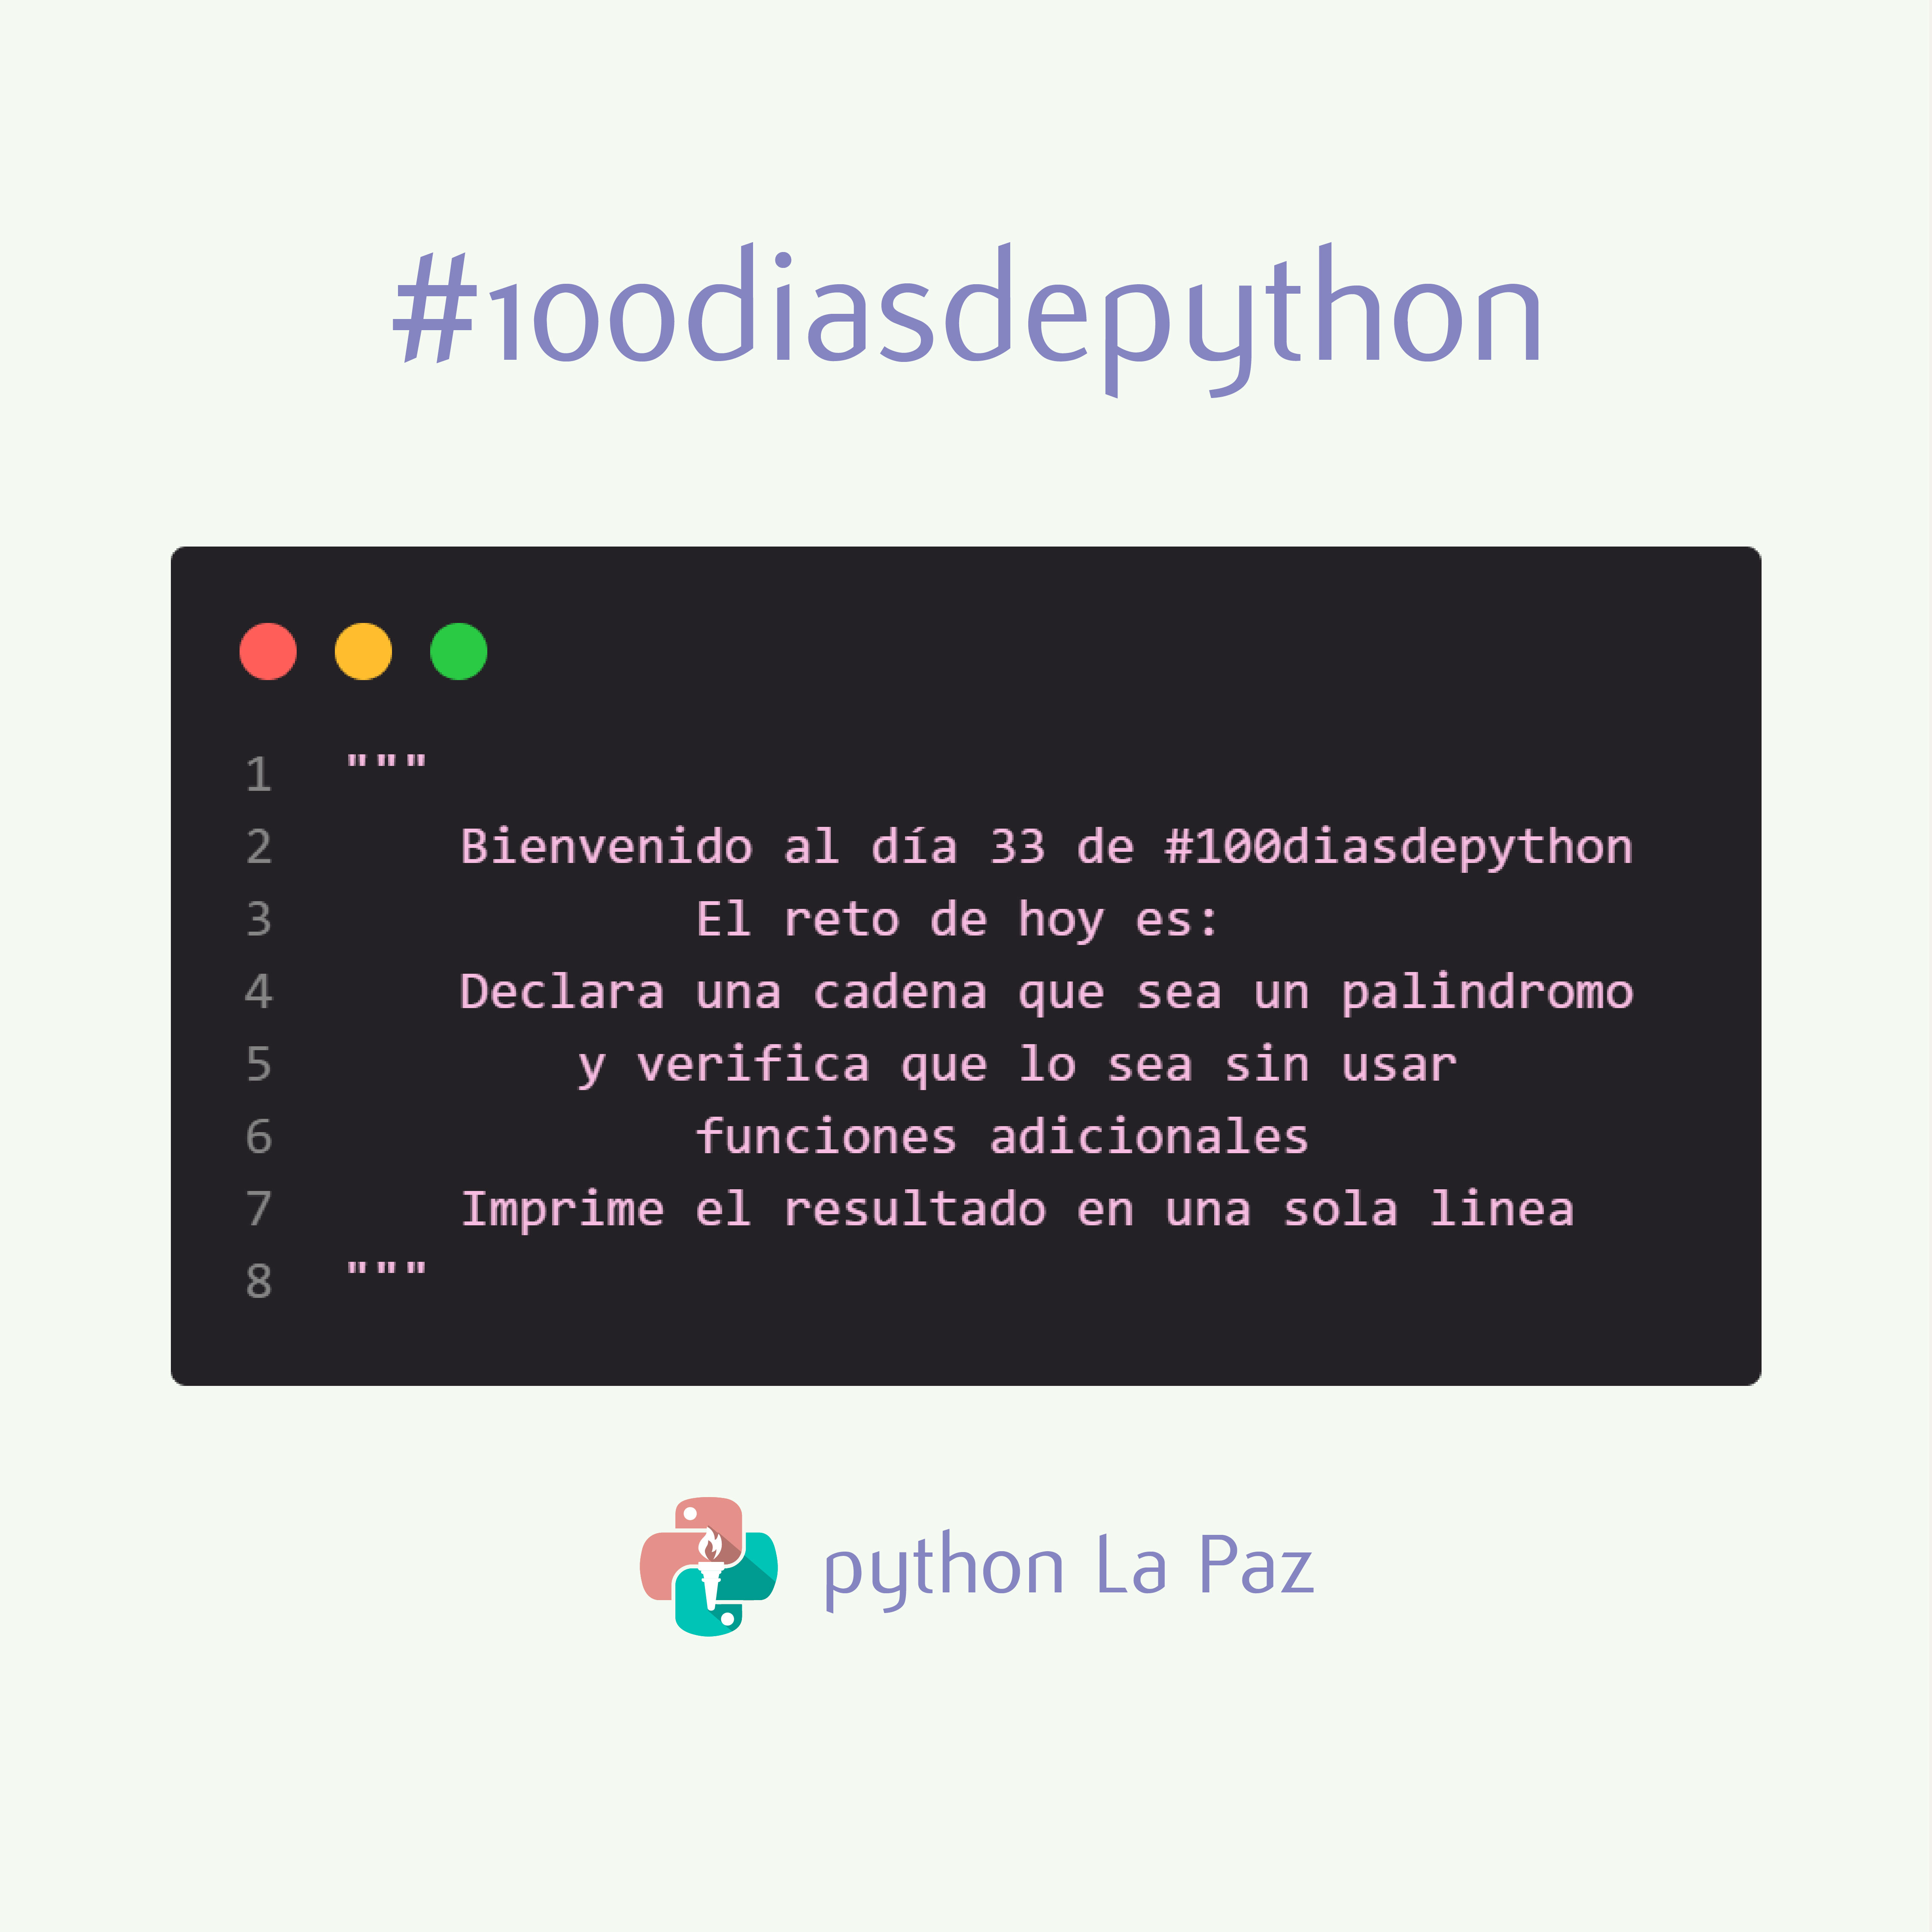 #100diasdepython
1 """
2 Bienvenido al día 33 de #100diasdepython
3 El reto de hoy es:
4 Declara una cadena que sea un palindromo
5 y verifica que lo sea sin usar
6 funciones adicionales
7 Imprime el resultado en una sola linea
8 """
python La Paz